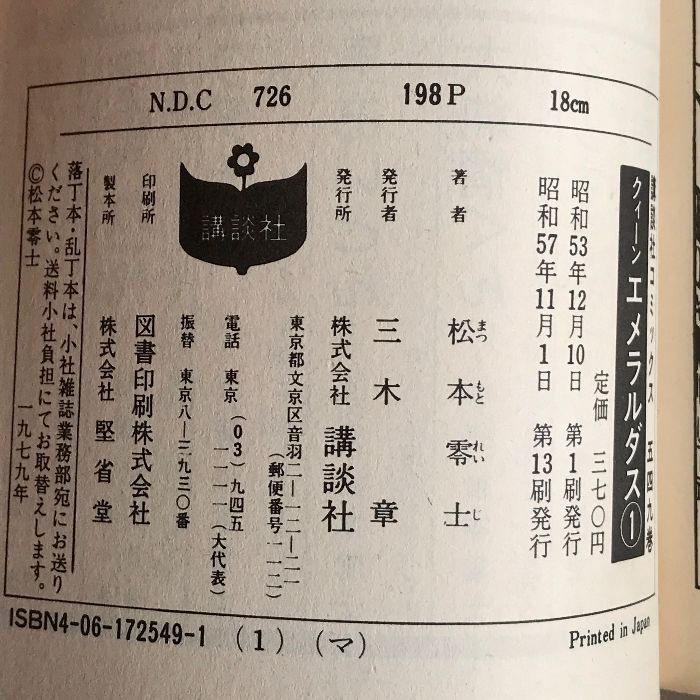 N.D.C 726 198P 18cm
講談社コミックス 五四九巻
クィーンエメラルダス①
定価 三七〇円
昭和53年12月10日 第1刷発行
昭和57年11月1日 第13刷発行
著者 松本零士
まつ もと れい じ
発行者 三木章
発行所 株式会社 講談社
東京都文京区音羽二―一二―二一
(郵便番号一一二)
電話 東京 (03) 九四五
一一一一 (大代表)
振替 東京八―三九三〇番
講談社
印刷所 図書印刷株式会社
製本所 株式会社 堅省堂
落丁本・乱丁本は、小社雑誌業務部宛にお送り
ください。送料小社負担にてお取替えします。
©松本零士 一九七九年
ISBN4-06-172549-1 (1) (マ)
Printed in Japan